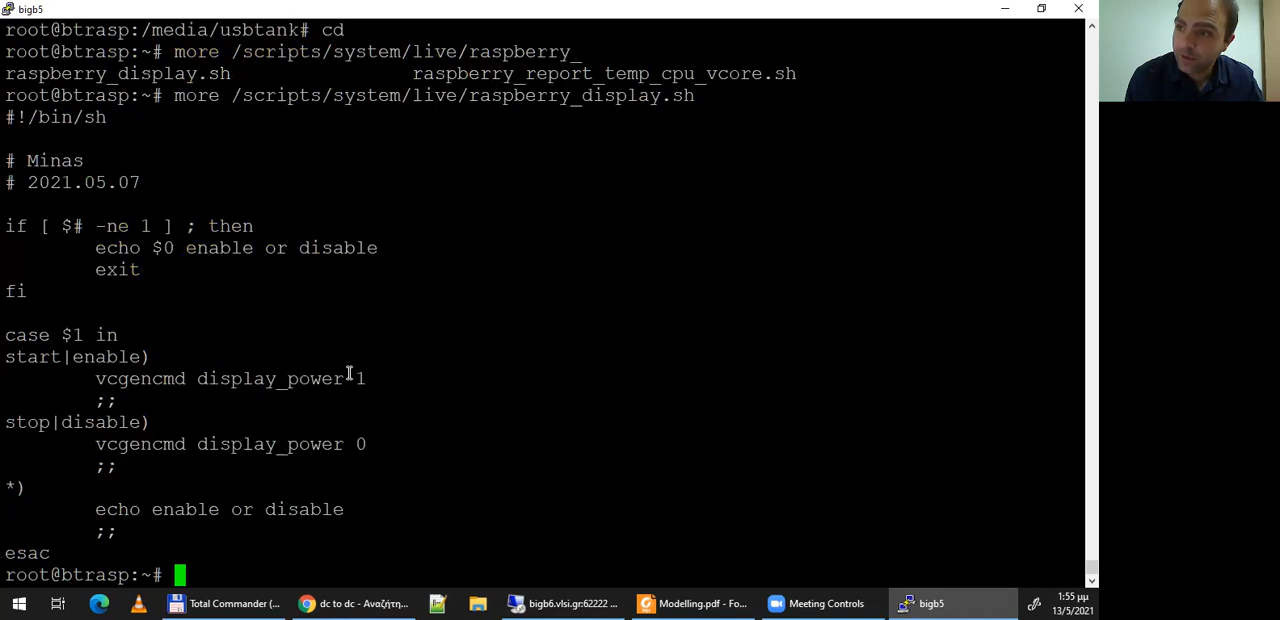 bigb5
root@btrasp:/media/usbtank# cd
root@btrasp:~# more /scripts/system/live/raspberry_
raspberry_display.sh raspberry_report_temp_cpu_vcore.sh
root@btrasp:~# more /scripts/system/live/raspberry_display.sh
#!/bin/sh
# Minas
# 2021.05.07
if [ $# -ne 1 ] ; then
echo $0 enable or disable
exit
fi
case $1 in
start|enable)
vcgencmd display_power 1
;;
stop|disable)
vcgencmd display_power 0
;;
*)
echo enable or disable
;;
esac
root@btrasp:~#
Total Commander (... dc to dc - Αναζήτη... bigb6.vlsi.gr:62222 ... Modelling.pdf - Fo... Meeting Controls bigb5 1:55 μμ
13/5/2021